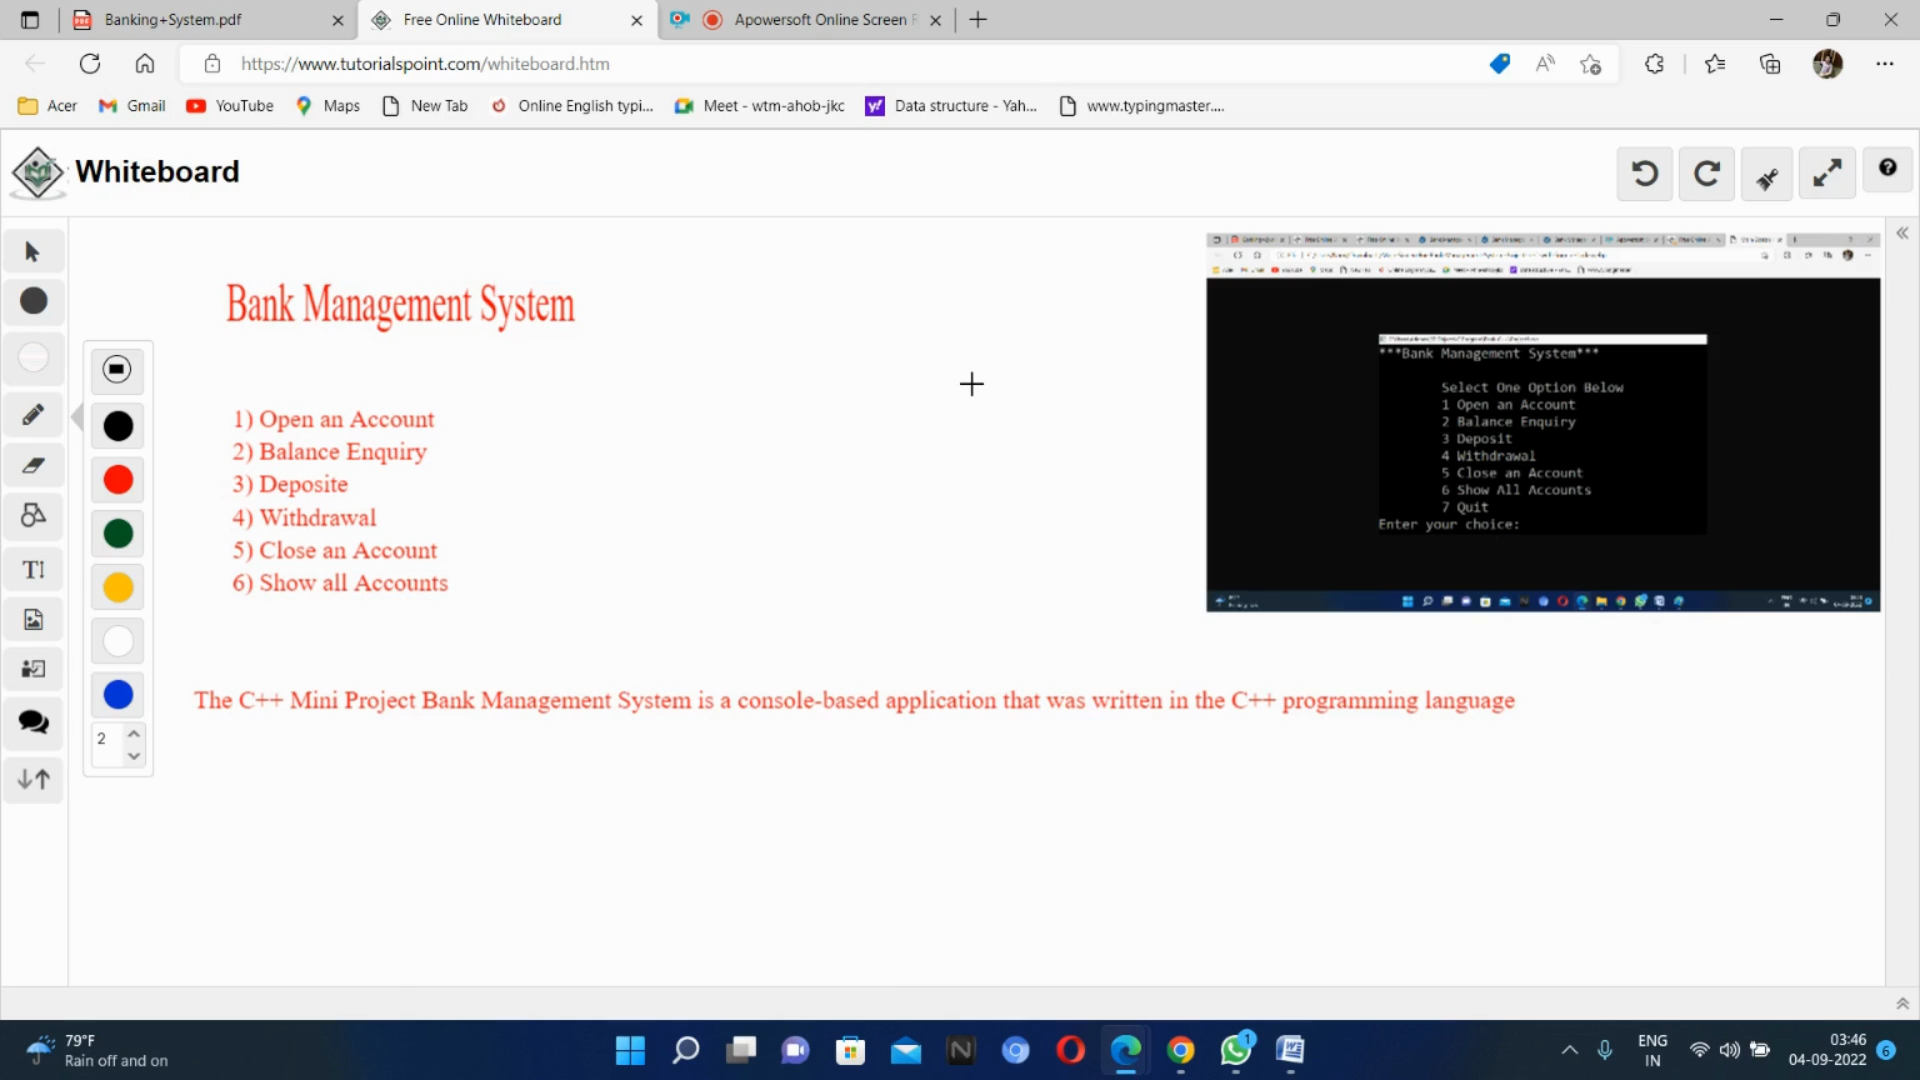 Banking+System.pdf
Free Online Whiteboard
Apowersoft Online Screen
https://www.tutorialspoint.com/whiteboard.htm
Acer
Gmail
YouTube
Maps
New Tab
Online English typi...
Meet - wtm-ahob-jkc
Data structure - Yah...
www.typingmaster....
Whiteboard
Bank Management System
1) Open an Account
2) Balance Enquiry
3) Deposite
4) Withdrawal
5) Close an Account
6) Show all Accounts
***Bank Management System***
Select One Option Below
1 Open an Account
2 Balance Enquiry
3 Deposit
4 Withdrawal
5 Close an Account
6 Show All Accounts
7 Quit
Enter your choice:
The C++ Mini Project Bank Management System is a console-based application that was written in the C++ programming language
T!
2
79°F
Rain off and on
1
ENG
IN
03:46
04-09-2022
6